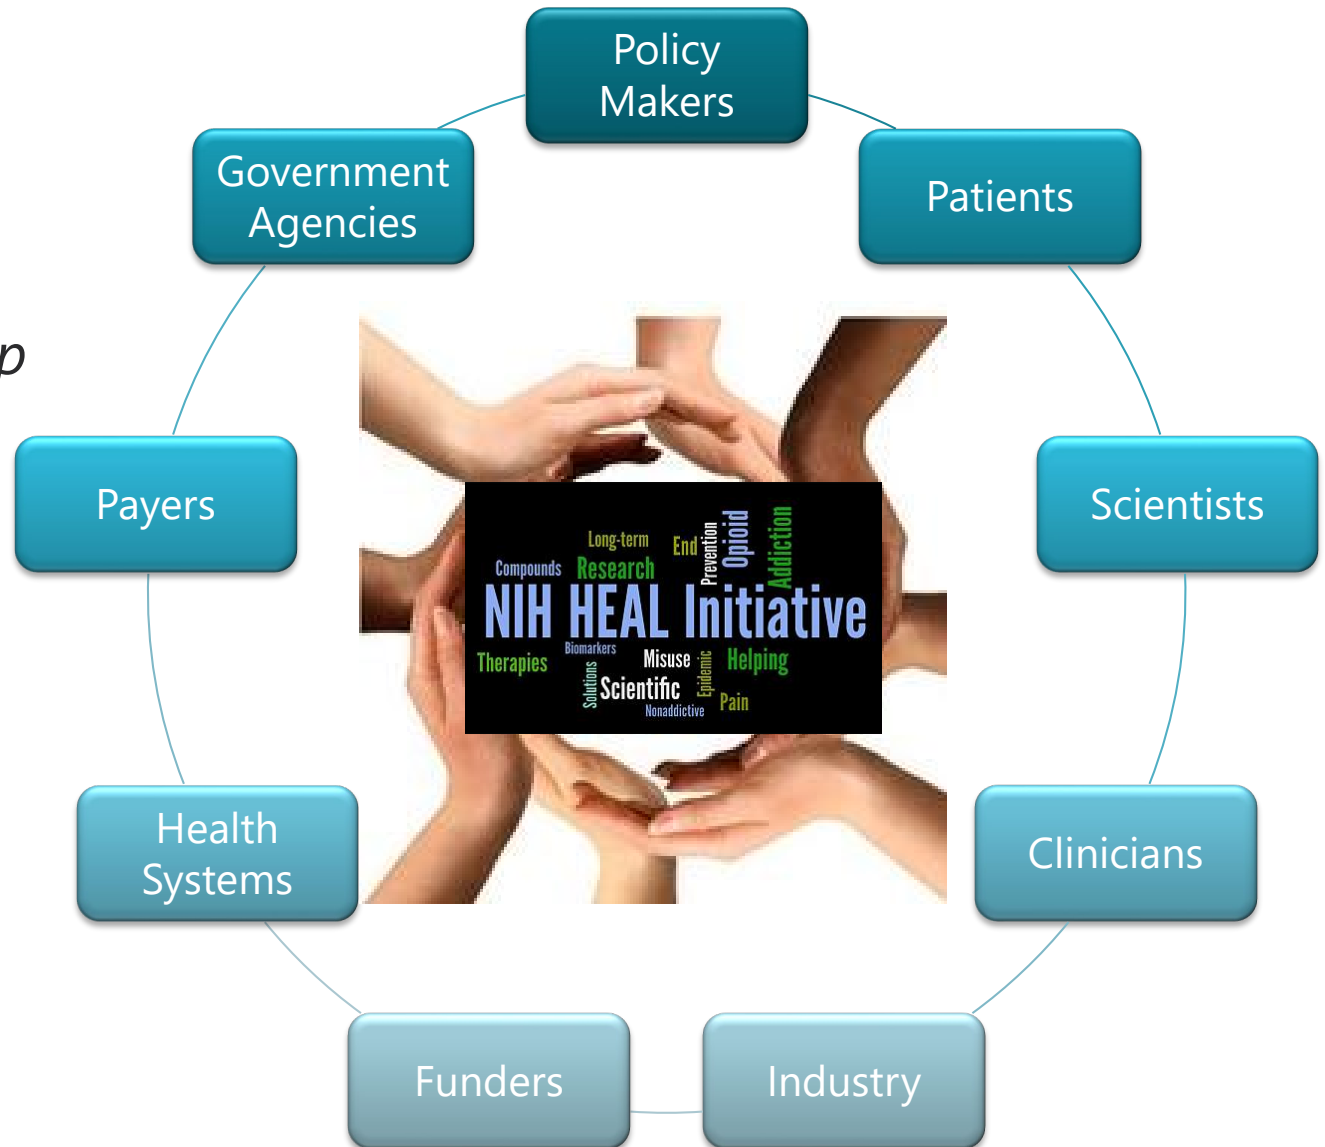 Policy
Makers
Government
Agencies
Patients
p
Payers
Scientists
Long-term
End
Prevention
Opioid
Addiction
Compounds
Research
NIH HEAL Initiative
Therapies
Biomarkers
Solutions
Misuse
Scientific
Epidemic
Helping
Nonaddictive
Pain
Health
Systems
Clinicians
Funders
Industry